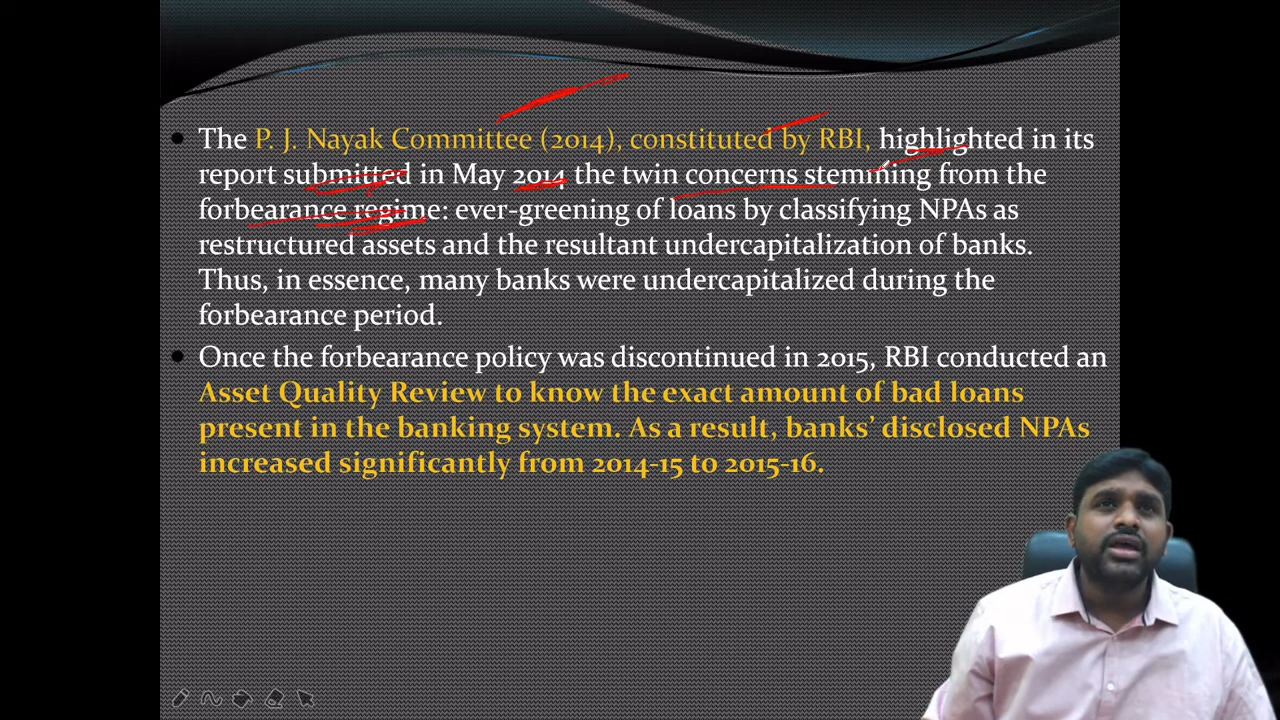 The P. J. Nayak Committee (2014), constituted by RBI, highlighted in its
report submitted in May 2014 the twin concerns stemming from the
forbearance regime: ever-greening of loans by classifying NPAs as
restructured assets and the resultant undercapitalization of banks.
Thus, in essence, many banks were undercapitalized during the
forbearance period.
Once the forbearance policy was discontinued in 2015, RBI conducted an
Asset Quality Review to know the exact amount of bad loans
present in the banking system. As a result, banks’ disclosed NPAs
increased significantly from 2014-15 to 2015-16.